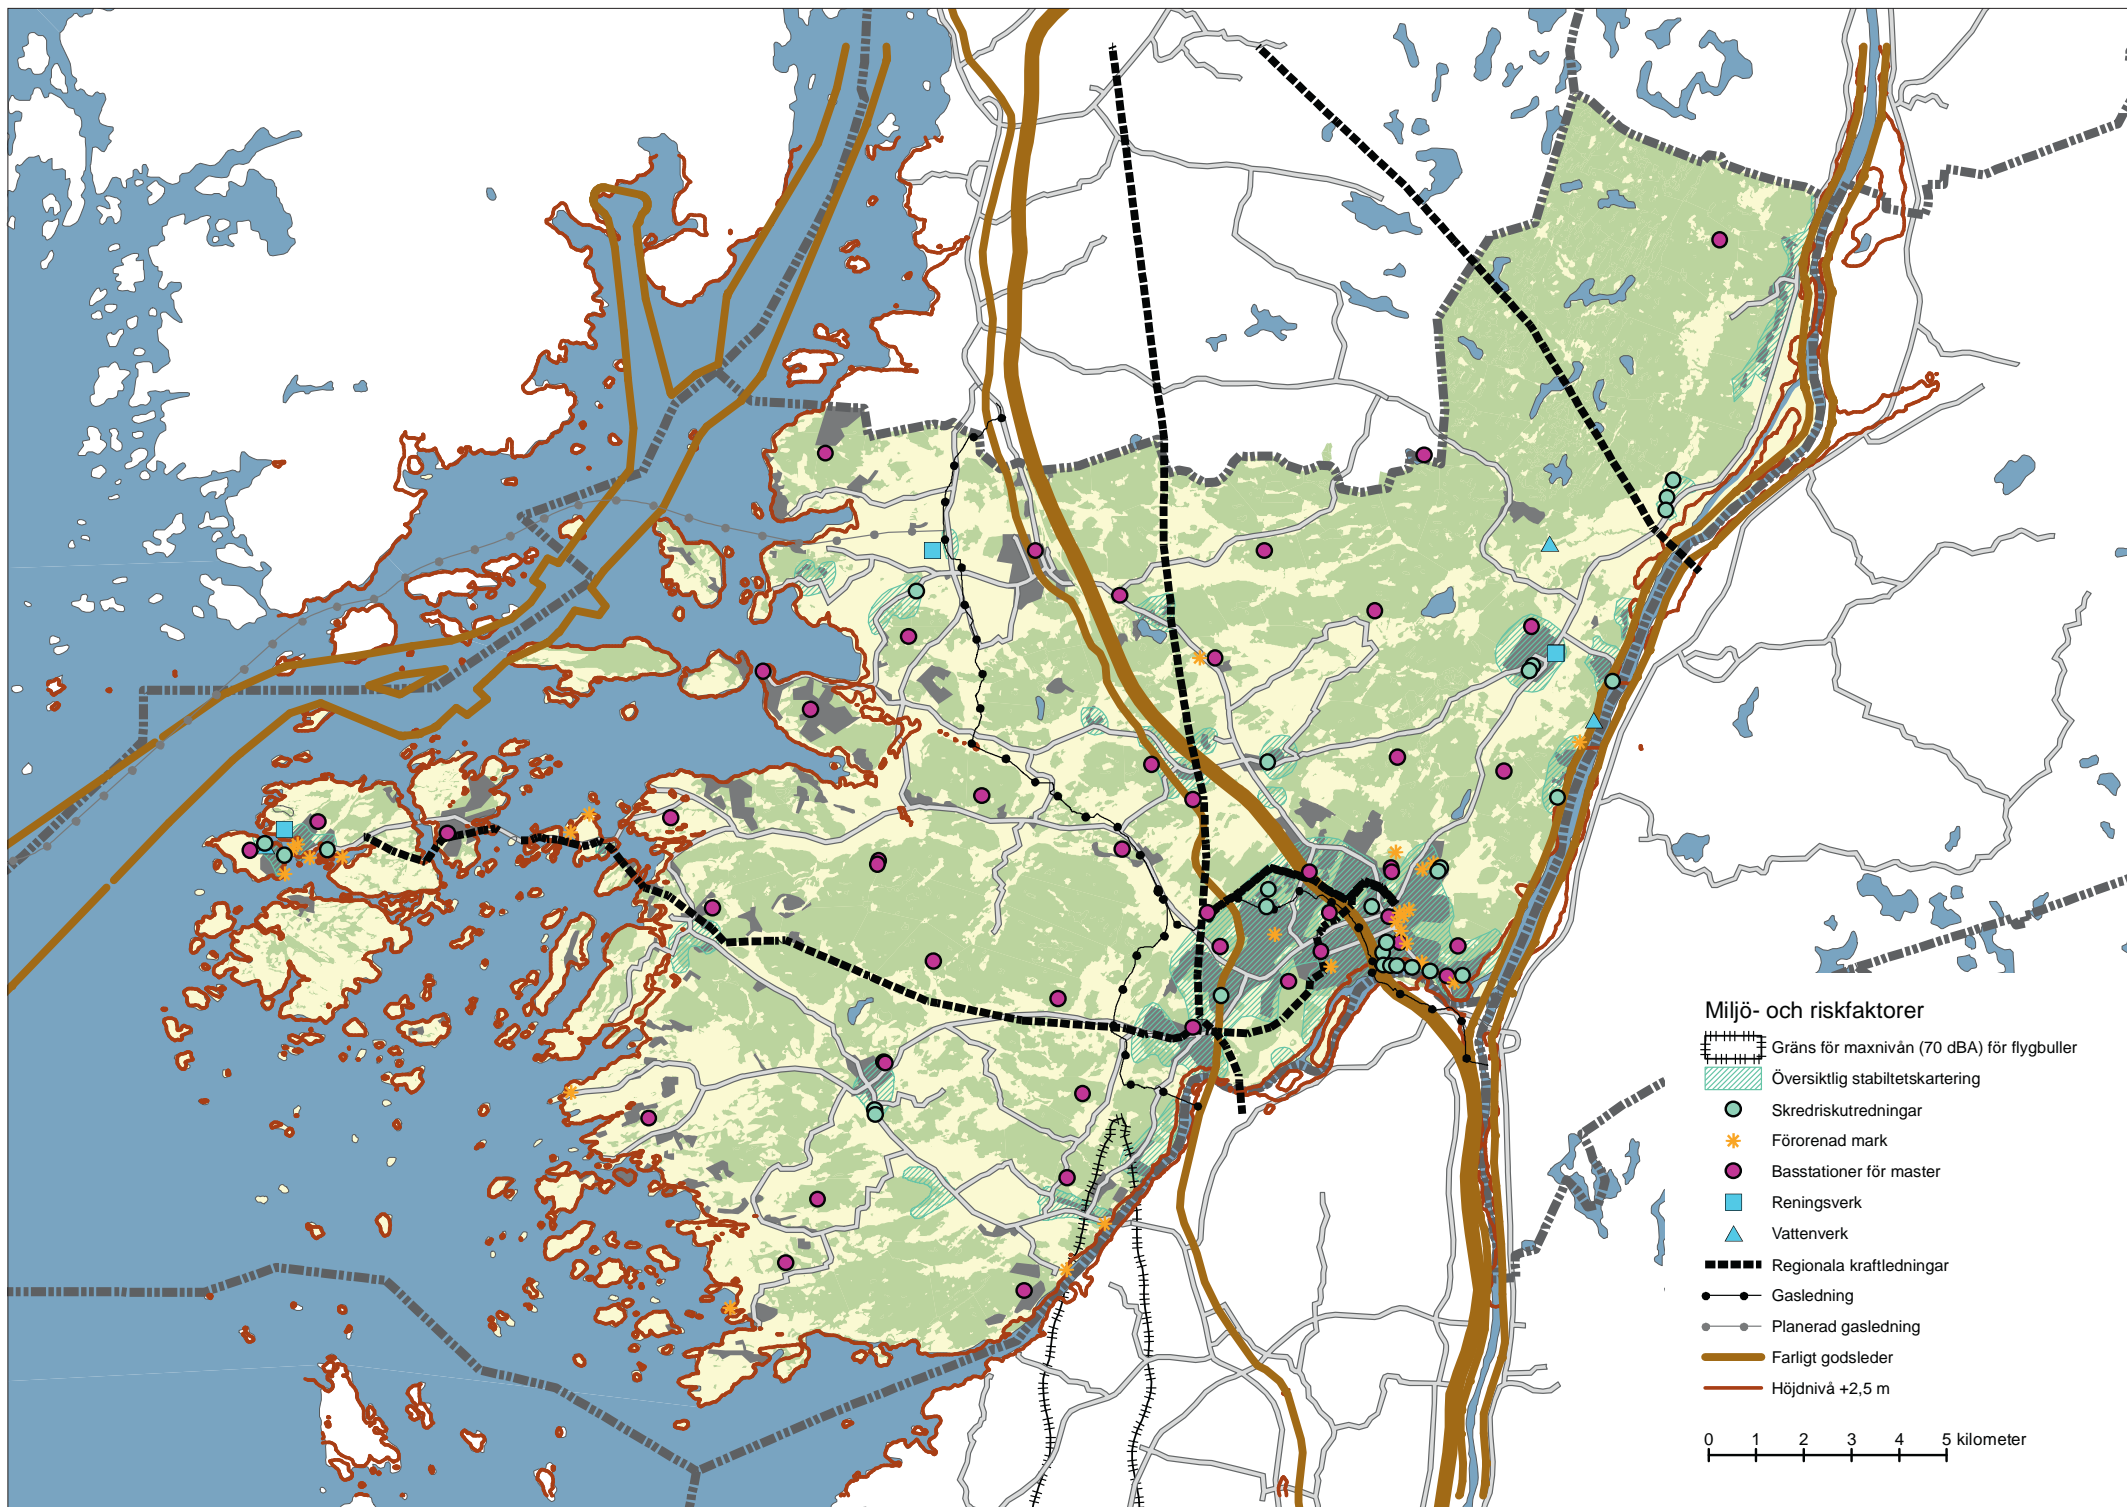 Miljö- och riskfaktorer
Gräns för maxnivån (70 dBA) för flygbuller
Översiktlig stabiltetskartering
Skredriskutredningar
Förorenad mark
Basstationer för master
Reningsverk
Vattenverk
Regionala kraftledningar
Gasledning
Planerad gasledning
Farligt godsleder
Höjdnivå +2,5 m
0 1 2 3 4 5 kilometer